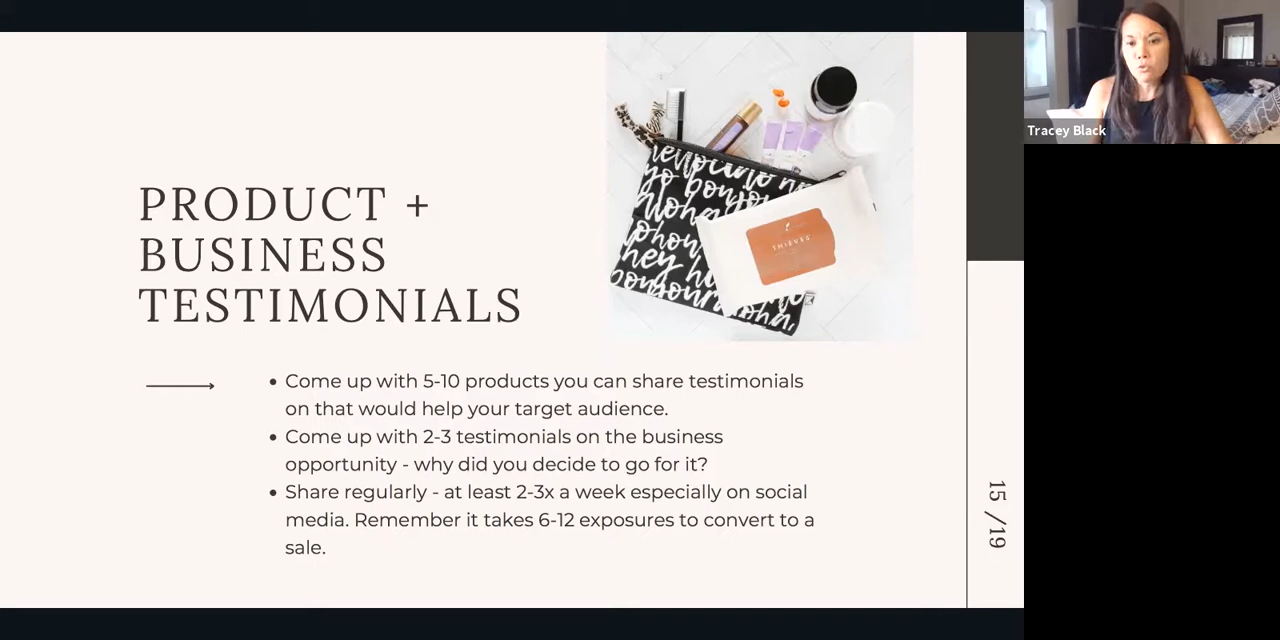 PRODUCT +
BUSINESS
TESTIMONIALS
THIEVES
• Come up with 5-10 products you can share testimonials
on that would help your target audience.
• Come up with 2-3 testimonials on the business
opportunity - why did you decide to go for it?
• Share regularly - at least 2-3x a week especially on social
media. Remember it takes 6-12 exposures to convert to a
sale.
15 /19
Tracey Black